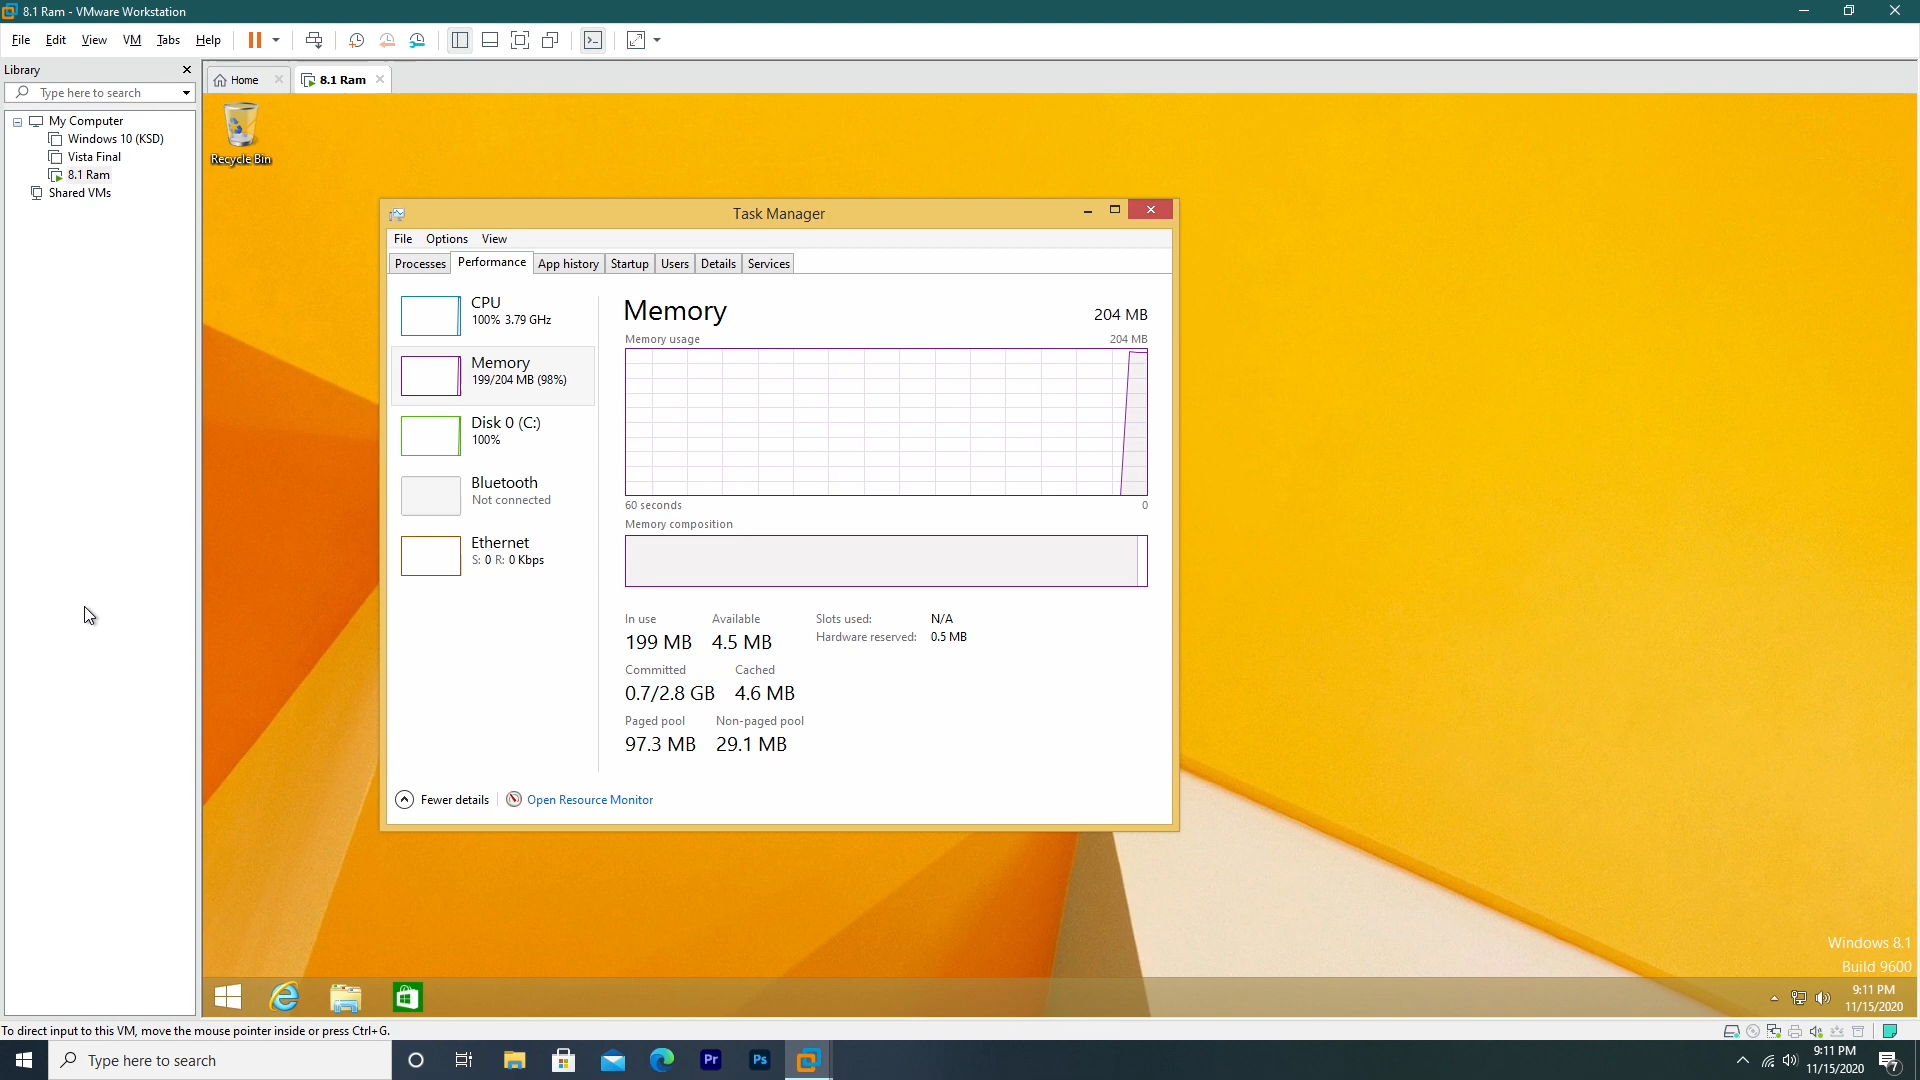 8.1 Ram - VMware Workstation
File Edit View VM Tabs Help
Library
Type here to search
My Computer
Windows 10 (KSD)
Vista Final
8.1 Ram
Shared VMs
Home
8.1 Ram
Recycle Bin
Task Manager
File Options View
Processes Performance App history Startup Users Details Services
CPU
100% 3.79 GHz
Memory
199/204 MB (98%)
Disk 0 (C:)
100%
Bluetooth
Not connected
Ethernet
S: 0 R: 0 Kbps
Memory 204 MB
Memory usage 204 MB
60 seconds 0
Memory composition
In use Available Slots used: N/A
199 MB 4.5 MB Hardware reserved: 0.5 MB
Committed Cached
0.7/2.8 GB 4.6 MB
Paged pool Non-paged pool
97.3 MB 29.1 MB
Fewer details Open Resource Monitor
Windows 8.1
Build 9600
9:11 PM
11/15/2020
To direct input to this VM, move the mouse pointer inside or press Ctrl+G.
Type here to search
Pr
Ps
9:11 PM
11/15/2020
7